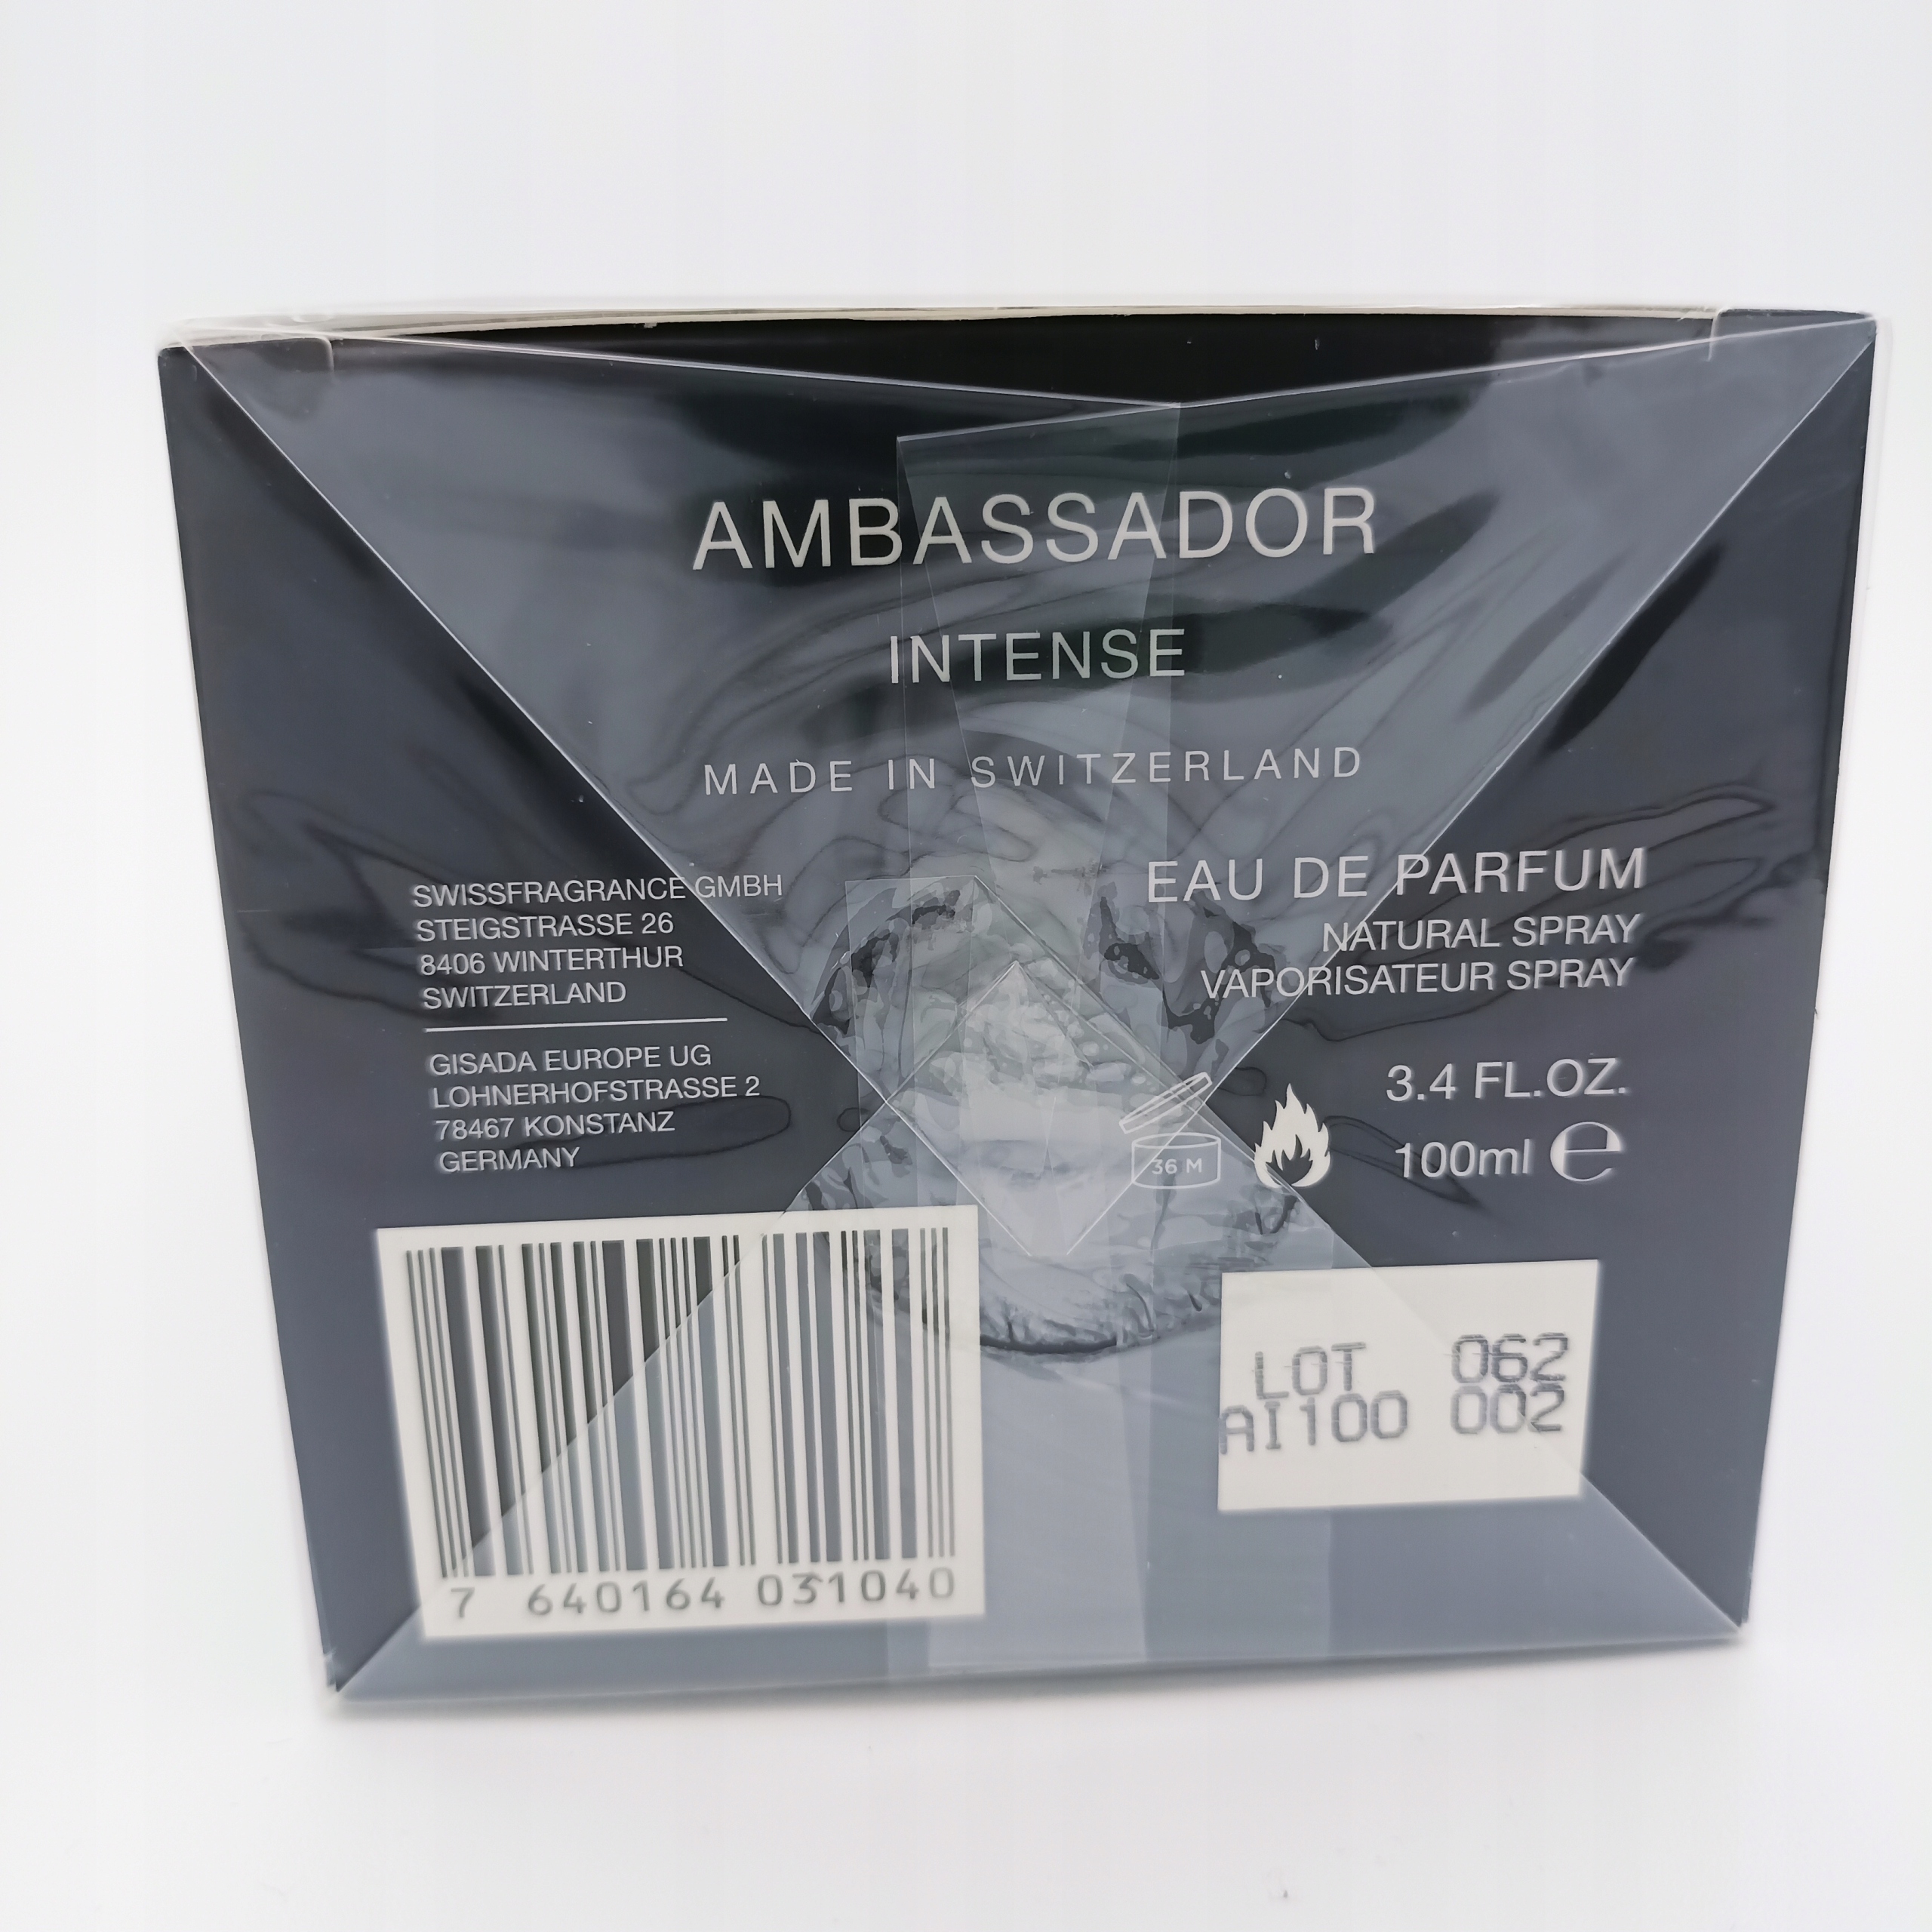 AMBASSADOR
INTENSE
MADE IN SWITZERLAND
SWISSFRAGRANCE GMBH
STEIGSTRASSE 26
8406 WINTERTHUR
SWITZERLAND
GISADA EUROPE UG
LOHNERHOFSTRASSE 2
78467 KONSTANZ
GERMANY
EAU DE PARFUM
NATURAL SPRAY
VAPORISATEUR SPRAY
3.4 FL.OZ.
36 M
100ml e
7 640164 031040
LOT 062
AI100 002